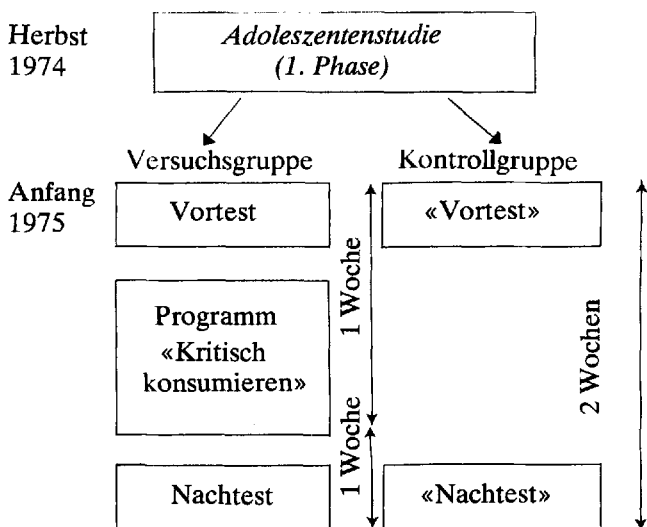 Herbst
1974
Adoleszentenstudie
(1. Phase)
Versuchsgruppe
Kontrollgruppe
Anfang
1975
Vortest
«Vortest»
1 Woche
Programm
«Kritisch
konsumieren»
2 Wochen
1 Woche
Nachtest
«Nachtest»